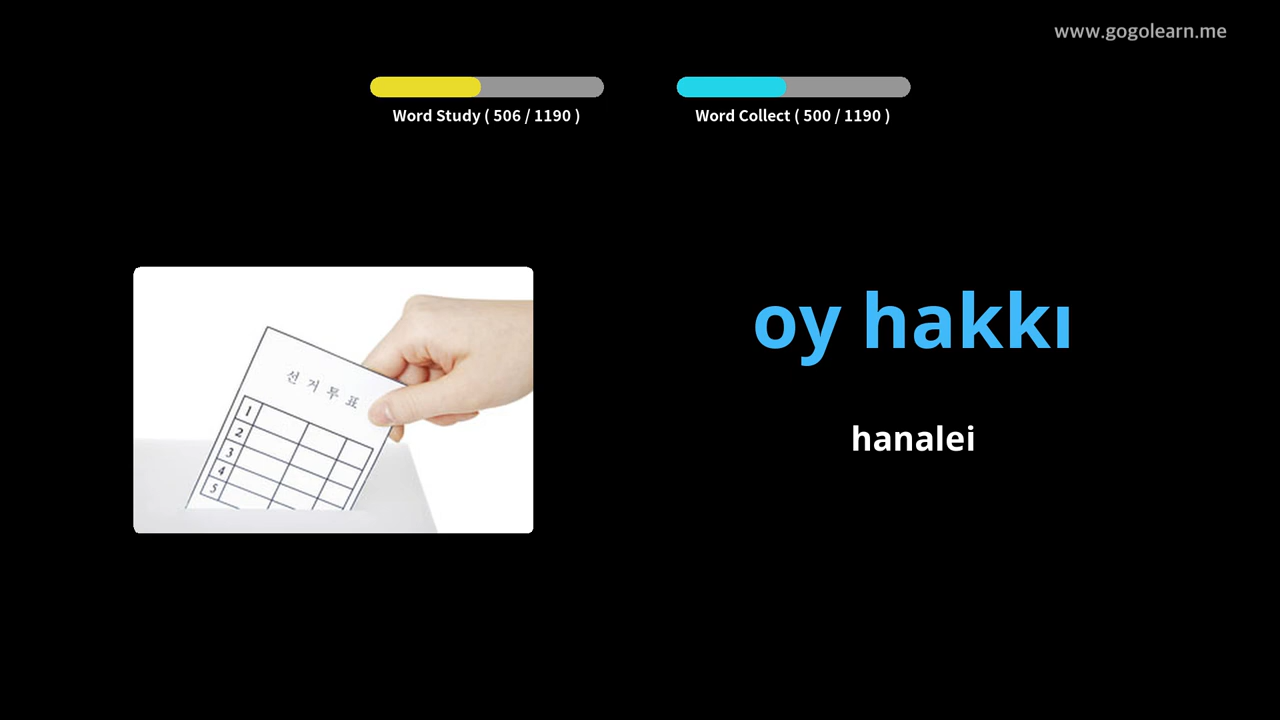 www.gogolearn.me
Word Study ( 506 / 1190 )
Word Collect ( 500 / 1190 )
선거투표
1
2
3
4
5
oy hakkı
hanalei